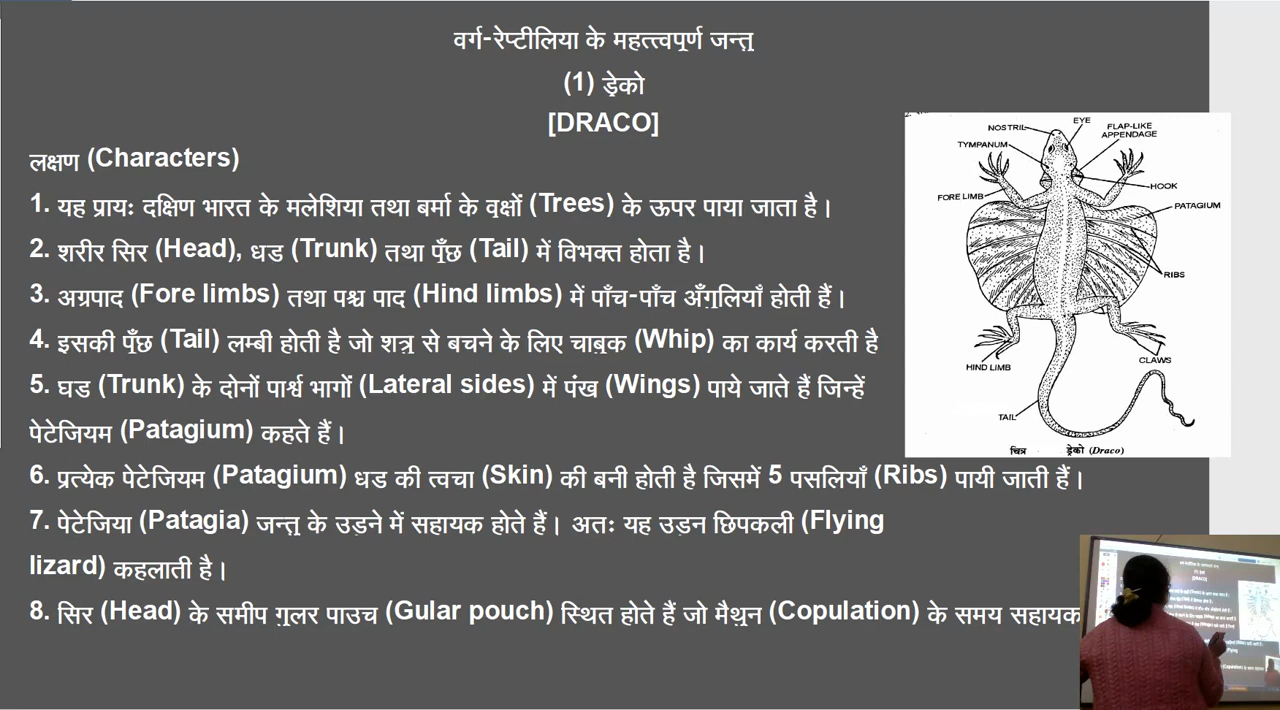 वर्ग-रेप्टीलिया के महत्त्वपूर्ण जन्तु
(1) ड्रेको
[DRACO]
लक्षण (Characters)
1. यह प्रायः दक्षिण भारत के मलेशिया तथा बर्मा के वृक्षों (Trees) के ऊपर पाया जाता है।
2. शरीर सिर (Head), धड (Trunk) तथा पूँछ (Tail) में विभक्त होता है।
3. अग्रपाद (Fore limbs) तथा पश्च पाद (Hind limbs) में पाँच-पाँच अँगुलियाँ होती हैं।
4. इसकी पूँछ (Tail) लम्बी होती है जो शत्रु से बचने के लिए चाबुक (Whip) का कार्य करती है
5. घड (Trunk) के दोनों पार्श्व भागों (Lateral sides) में पंख (Wings) पाये जाते हैं जिन्हें
पेटेजियम (Patagium) कहते हैं।
6. प्रत्येक पेटेजियम (Patagium) धड की त्वचा (Skin) की बनी होती है जिसमें 5 पसलियाँ (Ribs) पायी जाती हैं।
7. पेटेजिया (Patagia) जन्तु के उड़ने में सहायक होते हैं। अतः यह उड़न छिपकली (Flying
lizard) कहलाती है।
8. सिर (Head) के समीप गुलर पाउच (Gular pouch) स्थित होते हैं जो मैथुन (Copulation) के समय सहायक
NOSTRIL
EYE
FLAP-LIKE
APPENDAGE
TYMPANUM
HOOK
FORE LIMB
PATAGIUM
RIBS
CLAWS
HIND LIMB
TAIL
चित्र ड्रेको (Draco)